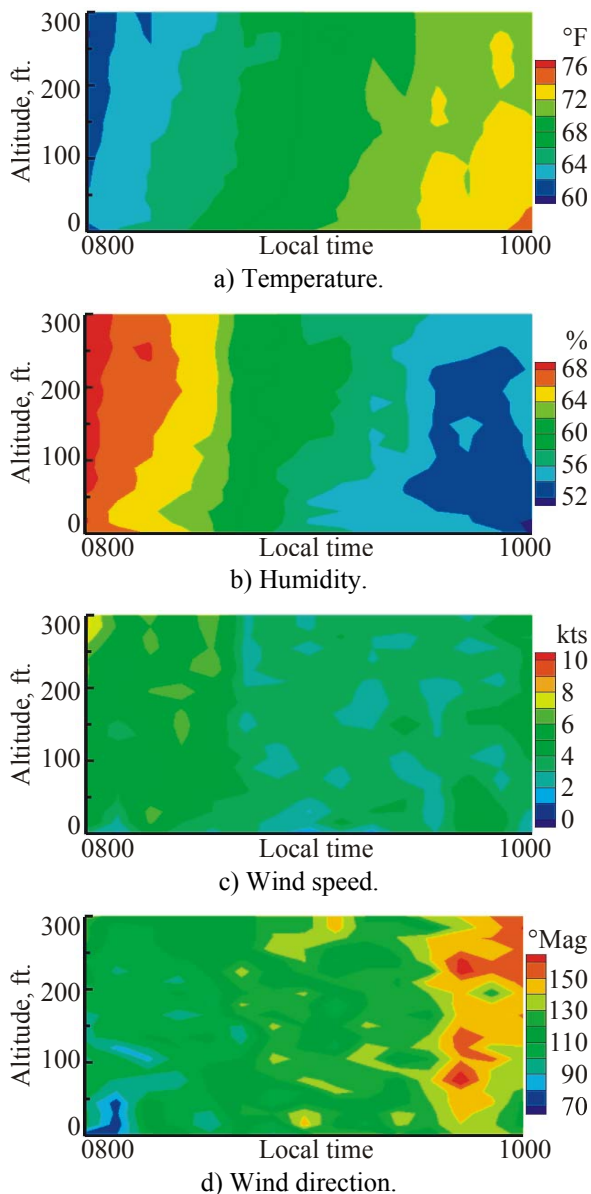 °F
300
76
200
72
Altitude, ft.
68
100
64
0
60
0800 Local time 1000
a) Temperature.
%
300
68
200
64
Altitude, ft.
60
100
56
0
52
0800 Local time 1000
b) Humidity.
kts
300
10
8
200
6
Altitude, ft.
4
100
2
0
0
0800 Local time 1000
c) Wind speed.
°Mag
300
150
200
130
Altitude, ft.
110
100
90
0
70
0800 Local time 1000
d) Wind direction.